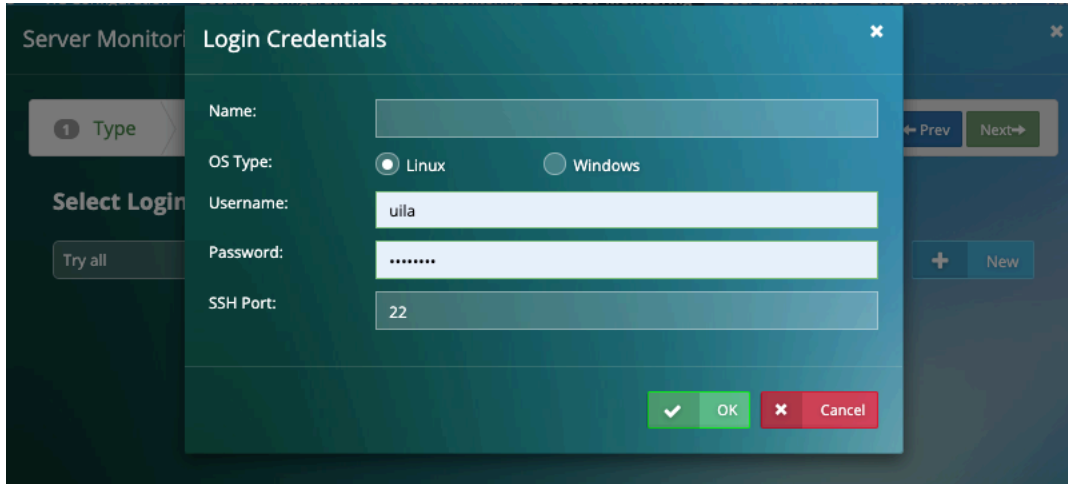 Server Monitori
Login Credentials
1 Type
Prev
Next
Name:
OS Type:
Linux
Windows
Select Login
Username:
uila
Try all
Password:
••••••••
New
SSH Port:
22
OK
Cancel